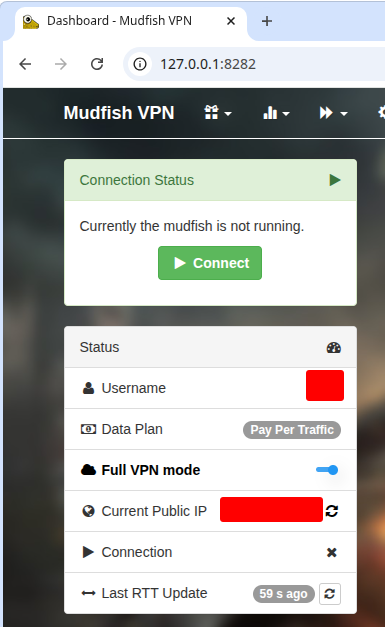 Dashboard - Mudfish VPN
127.0.0.1:8282
Mudfish VPN
Connection Status
Currently the mudfish is not running.
Connect
Status
Username
Data Plan Pay Per Traffic
Full VPN mode
Current Public IP
Connection
Last RTT Update 59 s ago